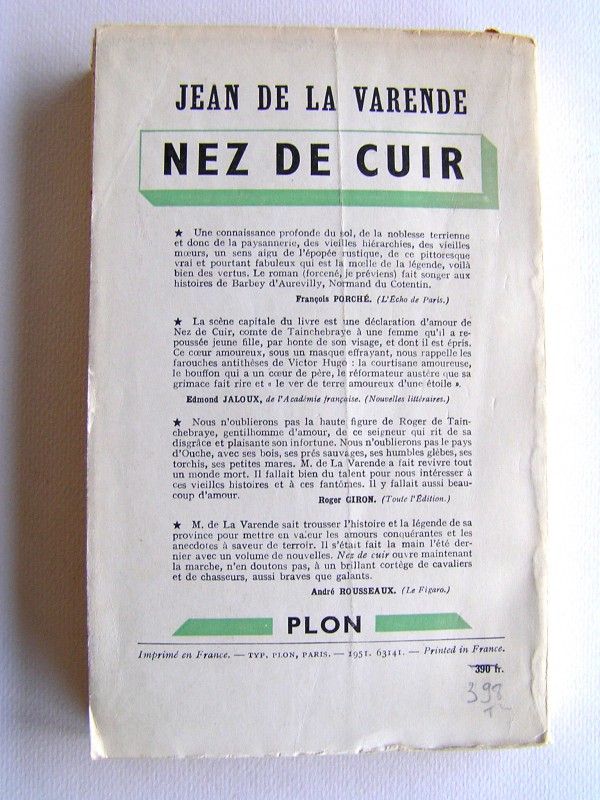 JEAN DE LA VARENDE
NEZ DE CUIR
★ Une connaissance profonde du sol, de la noblesse terrienne
et donc de la paysannerie, des vieilles hiérarchies, des vieilles
mœurs, un sens aigu de l'épopée rustique, de ce pittoresque
vrai et pourtant fabuleux qui est la moelle de la légende, voilà
bien des vertus. Le roman (forcené, je préviens) fait songer aux
histoires de Barbey d'Aurevilly, Normand du Cotentin.
François PORCHÉ. (L'Écho de Paris.)
★ La scène capitale du livre est une déclaration d'amour de
Nez de Cuir, comte de Tainchebraye à une femme qu'il a re-
poussée jeune fille, par honte de son visage, et dont il est épris.
Ce cœur amoureux, sous un masque effrayant, nous rappelle les
farouches antithèses de Victor Hugo : la courtisane amoureuse,
le bouffon qui a un cœur de père, le réformateur austère que sa
grimace fait rire et « le ver de terre amoureux d'une étoile ».
Edmond JALOUX, de l'Académie française. (Nouvelles littéraires.)
★ Nous n'oublierons pas la haute figure de Roger de Tain-
chebraye, gentilhomme d'amour, de ce seigneur qui rit de sa
disgrâce et plaisante son infortune. Nous n'oublierons pas le pays
d'Ouche, avec ses bois, ses prés sauvages, ses humbles glèbes, ses
torchis, ses petites mares. M. de La Varende a fait revivre tout
un monde mort. Il fallait bien du talent pour nous intéresser à
ces vieilles histoires et à ces fantômes. Il y fallait aussi beau-
coup d'amour.
Roger GIRON. (Toute l'Édition.)
★ M. de La Varende sait trousser l'histoire et la légende de sa
province pour mettre en valeur les amours conquérantes et les
anecdotes à saveur de terroir. Il s'était fait la main l'été der-
nier avec un volume de nouvelles. Nez de cuir ouvre maintenant
la marche, n'en doutons pas, à un brillant cortège de cavaliers
et de chasseurs, aussi braves que galants.
André ROUSSEAUX. (Le Figaro.)
PLON
Imprimé en France. — TYP. PLON, PARIS. — 1951. 63141. — Printed in France.
390 fr.
398